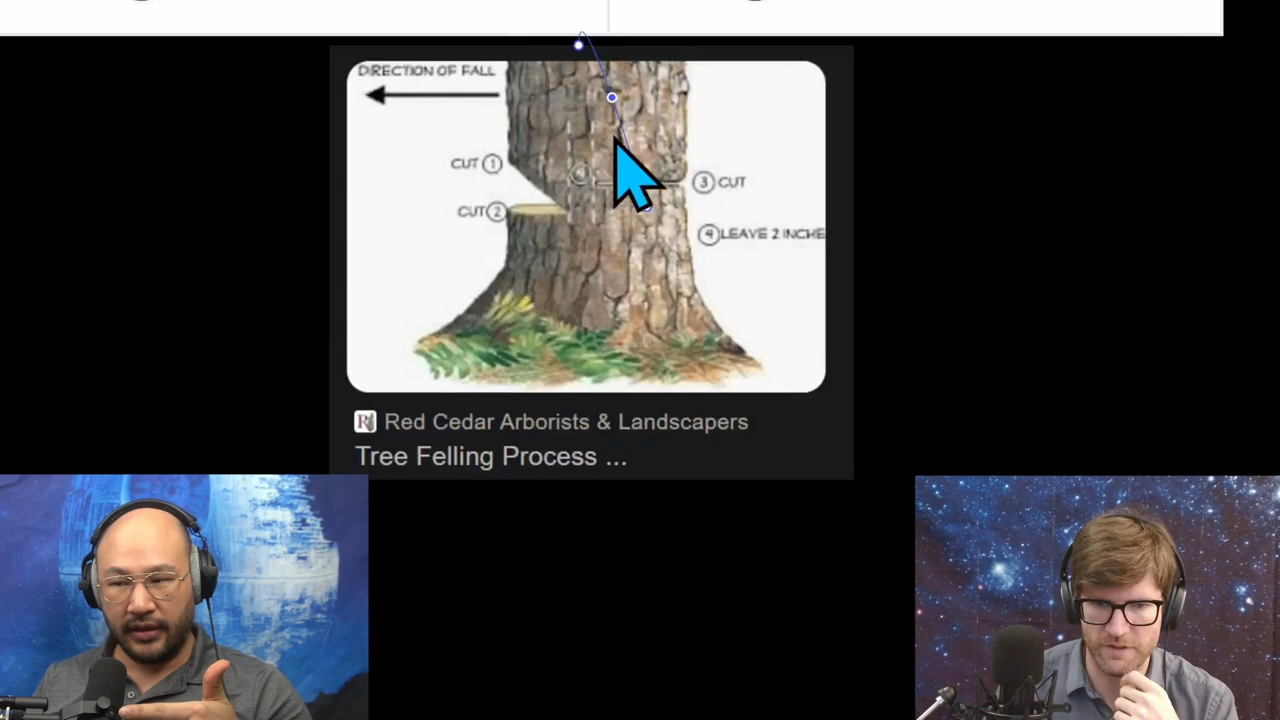 DIRECTION OF FALL
CUT 1
3 CUT
CUT 2
4 LEAVE 2 INCHE
Red Cedar Arborists & Landscapers
Tree Felling Process ...